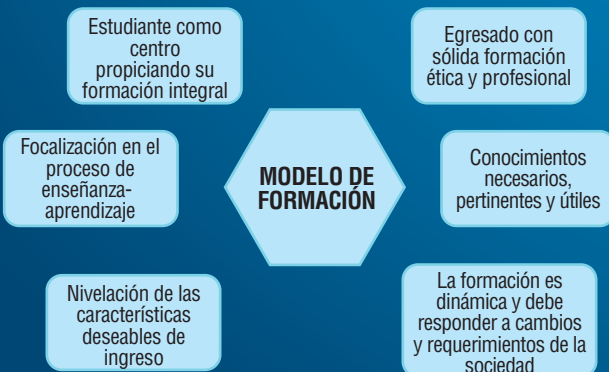 Estudiante como
centro
propiciando su
formación integral
Egresado con
sólida formación
ética y profesional
Focalización en el
proceso de
enseñanza-
aprendizaje
MODELO DE
FORMACIÓN
Conocimientos
necesarios,
pertinentes y útiles
Nivelación de las
características
deseables de
ingreso
La formación es
dinámica y debe
responder a cambios
y requerimientos de la
sociedad